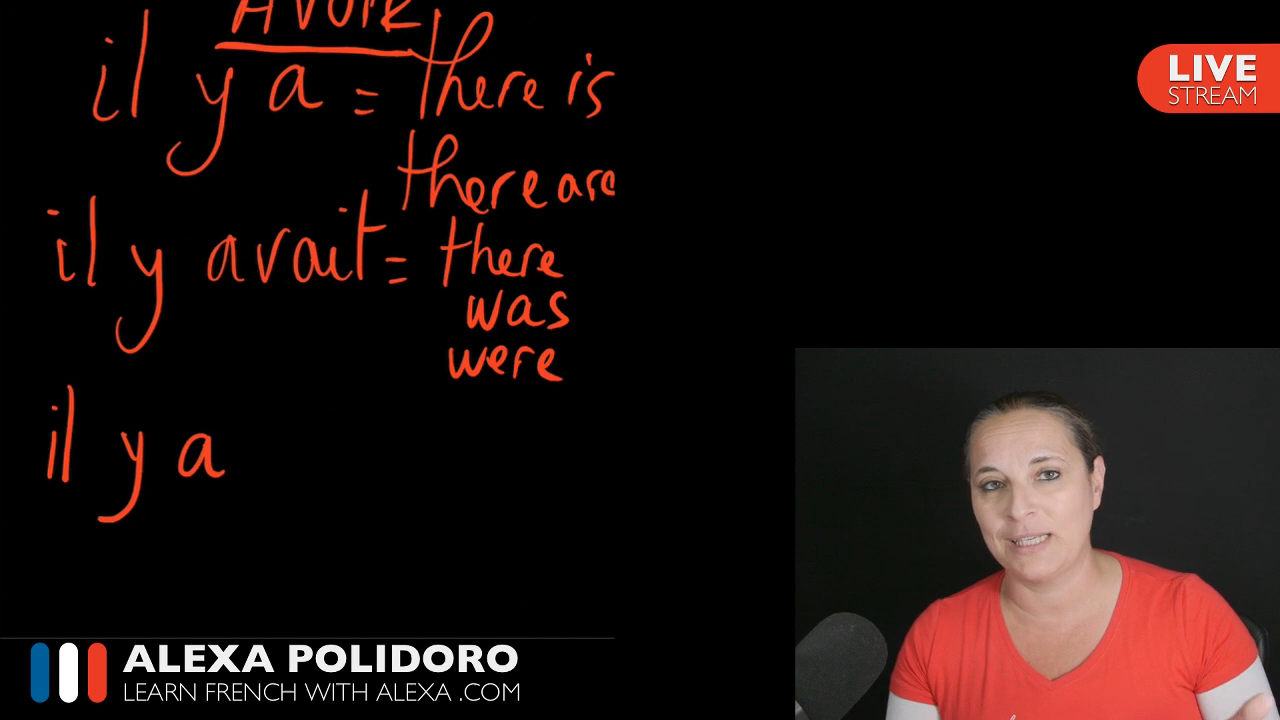 AVOIR
il y a = there is
there are
il y avait = there
was
were
il y a
LIVE
STREAM
ALEXA POLIDORO
LEARN FRENCH WITH ALEXA .COM